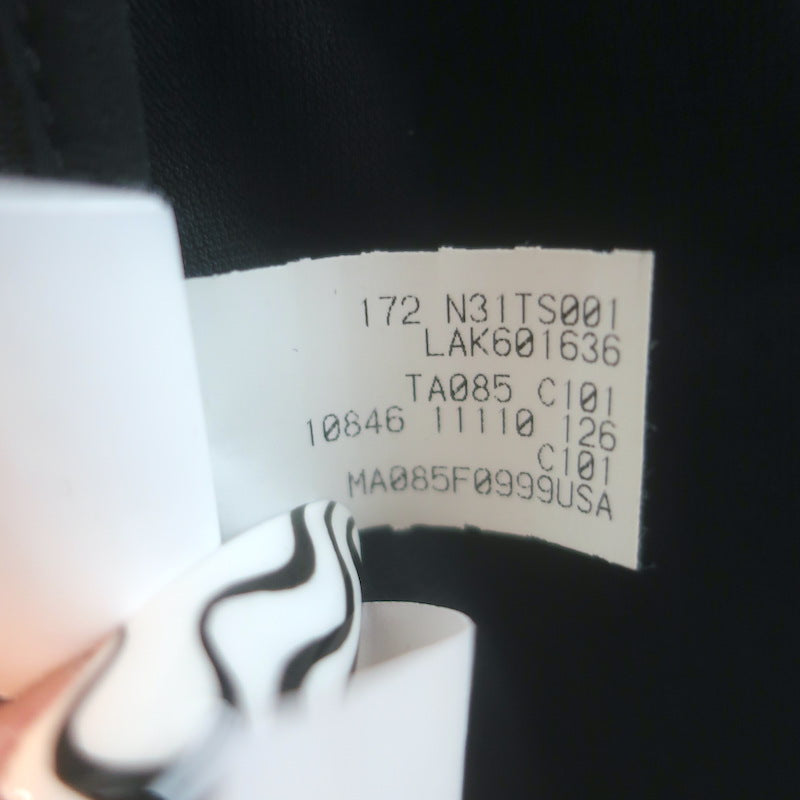 172 N31TS001
LAK601636
TA085 C101
10846 11110 126
C101
MA085F0999USA